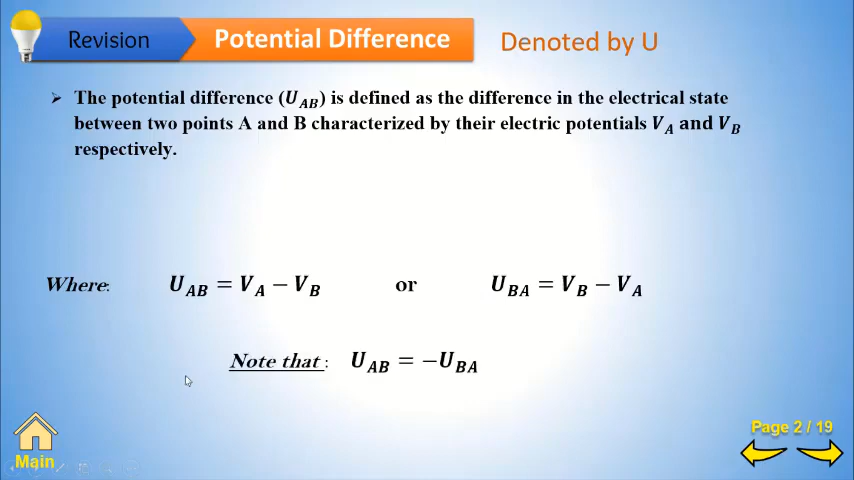 Revision
Potential Difference
Denoted by U
➢ The potential difference (U_AB) is defined as the difference in the electrical state
between two points A and B characterized by their electric potentials V_A and V_B
respectively.
Where: U_AB = V_A − V_B or U_BA = V_B − V_A
Note that : U_AB = −U_BA
Page 2 / 19
Main